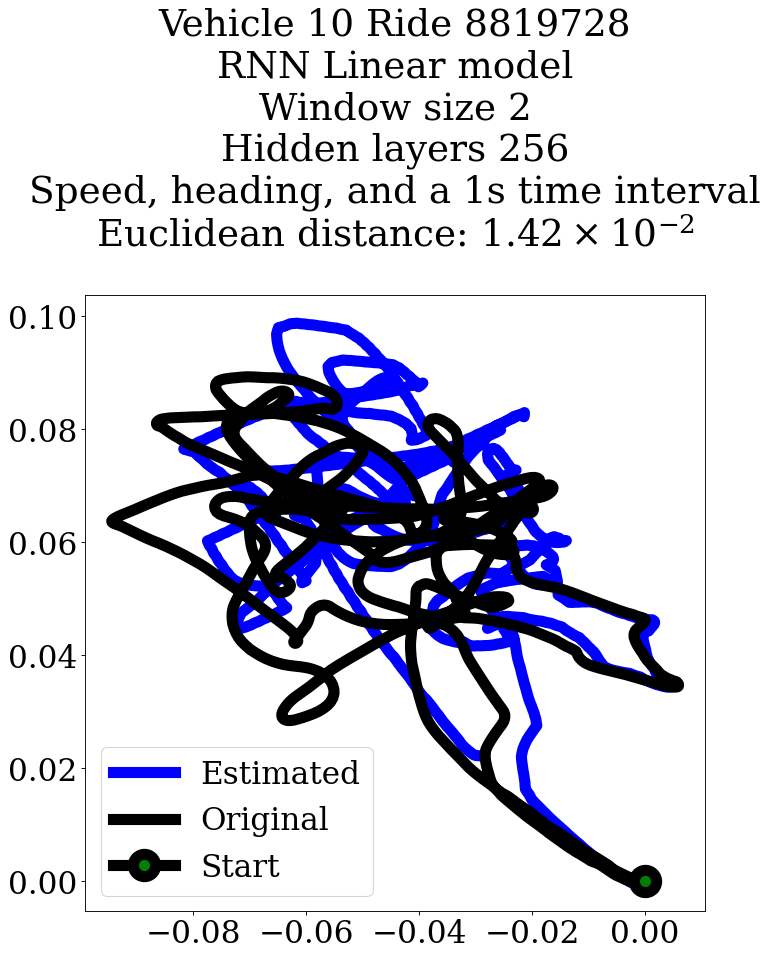 Vehicle 10 Ride 8819728
RNN Linear model
Window size 2
Hidden layers 256
Speed, heading, and a 1s time interval
Euclidean distance: 1.42 × 10⁻²
0.10
0.08
0.06
0.04
0.02
0.00
Estimated
Original
Start
−0.08 −0.06 −0.04 −0.02 0.00